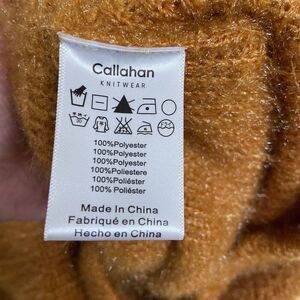 Callahan
KNITWEAR
100%Polyester
100%Polyester
100%Polyester
100%Poliestere
100%Poliéster
100% Poliéster
Made In China
Fabriqué en China
Hecho en China